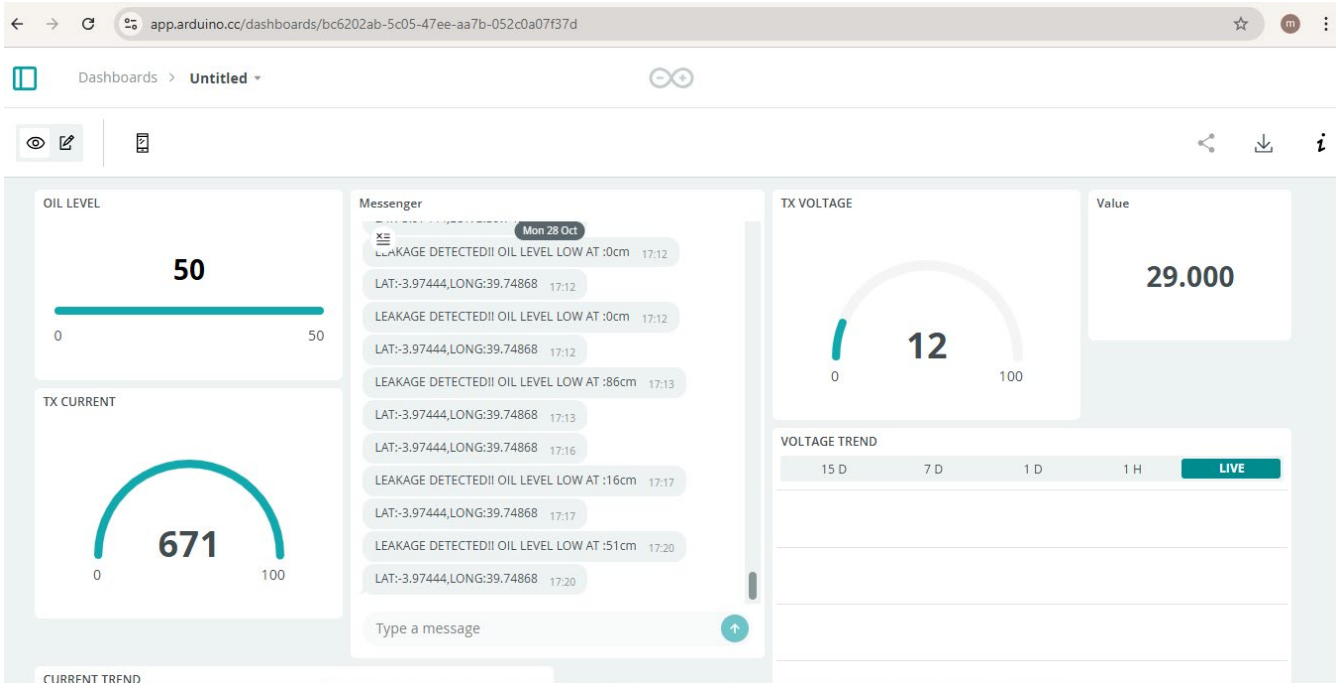 app.arduino.cc/dashboards/bc6202ab-5c05-47ee-aa7b-052c0a07f37d
m
Dashboards > Untitled
i
OIL LEVEL
50
0 50
TX CURRENT
671
0 100
Messenger
Mon 28 Oct
LEAKAGE DETECTED!! OIL LEVEL LOW AT :0cm 17:12
LAT:-3.97444,LONG:39.74868 17:12
LEAKAGE DETECTED!! OIL LEVEL LOW AT :0cm 17:12
LAT:-3.97444,LONG:39.74868 17:12
LEAKAGE DETECTED!! OIL LEVEL LOW AT :86cm 17:13
LAT:-3.97444,LONG:39.74868 17:13
LAT:-3.97444,LONG:39.74868 17:16
LEAKAGE DETECTED!! OIL LEVEL LOW AT :16cm 17:17
LAT:-3.97444,LONG:39.74868 17:17
LEAKAGE DETECTED!! OIL LEVEL LOW AT :51cm 17:20
LAT:-3.97444,LONG:39.74868 17:20
Type a message
TX VOLTAGE
12
0 100
Value
29.000
VOLTAGE TREND
15 D 7 D 1 D 1 H LIVE
CURRENT TREND